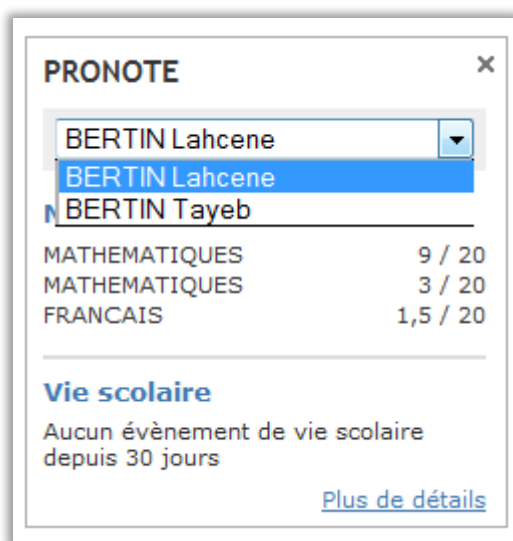 PRONOTE
BERTIN Lahcene
BERTIN Lahcene
BERTIN Tayeb
MATHEMATIQUES 9 / 20
MATHEMATIQUES 3 / 20
FRANCAIS 1,5 / 20
Vie scolaire
Aucun évènement de vie scolaire
depuis 30 jours
Plus de détails